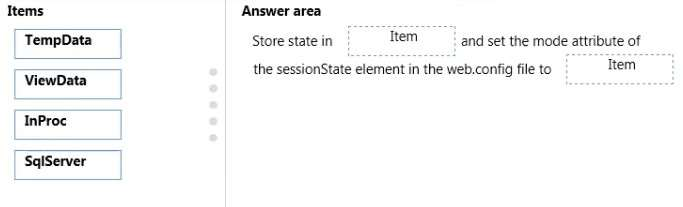 Items
TempData
ViewData
InProc
SqlServer
Answer area
Store state in Item and set the mode attribute of
the sessionState element in the web.config file to Item